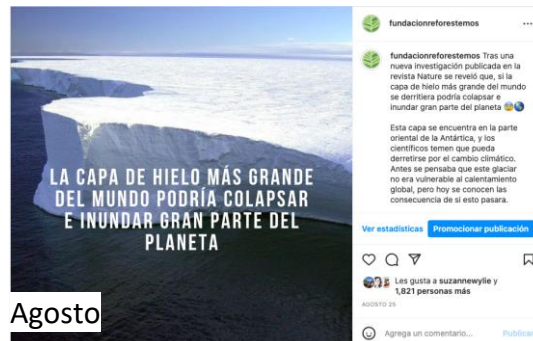 LA CAPA DE HIELO MÁS GRANDE
DEL MUNDO PODRÍA COLAPSAR
E INUNDAR GRAN PARTE DEL
PLANETA
Agosto
fundacionreforestemos
fundacionreforestemos Tras una
nueva investigación publicada en la
revista Nature se reveló que, si la
capa de hielo más grande del mundo
se derritiera podría colapsar e
inundar gran parte del planeta 😨🌎
Esta capa se encuentra en la parte
oriental de la Antártica, y los
científicos temen que pueda
derretirse por el cambio climático.
Antes se pensaba que este glaciar
no era vulnerable al calentamiento
global, pero hoy se conocen las
consecuencia de si esto pasara.
Ver estadísticas Promocionar publicación
Les gusta a suzannewylie y
1,821 personas más
AGOSTO 25
Agrega un comentario... Publicar